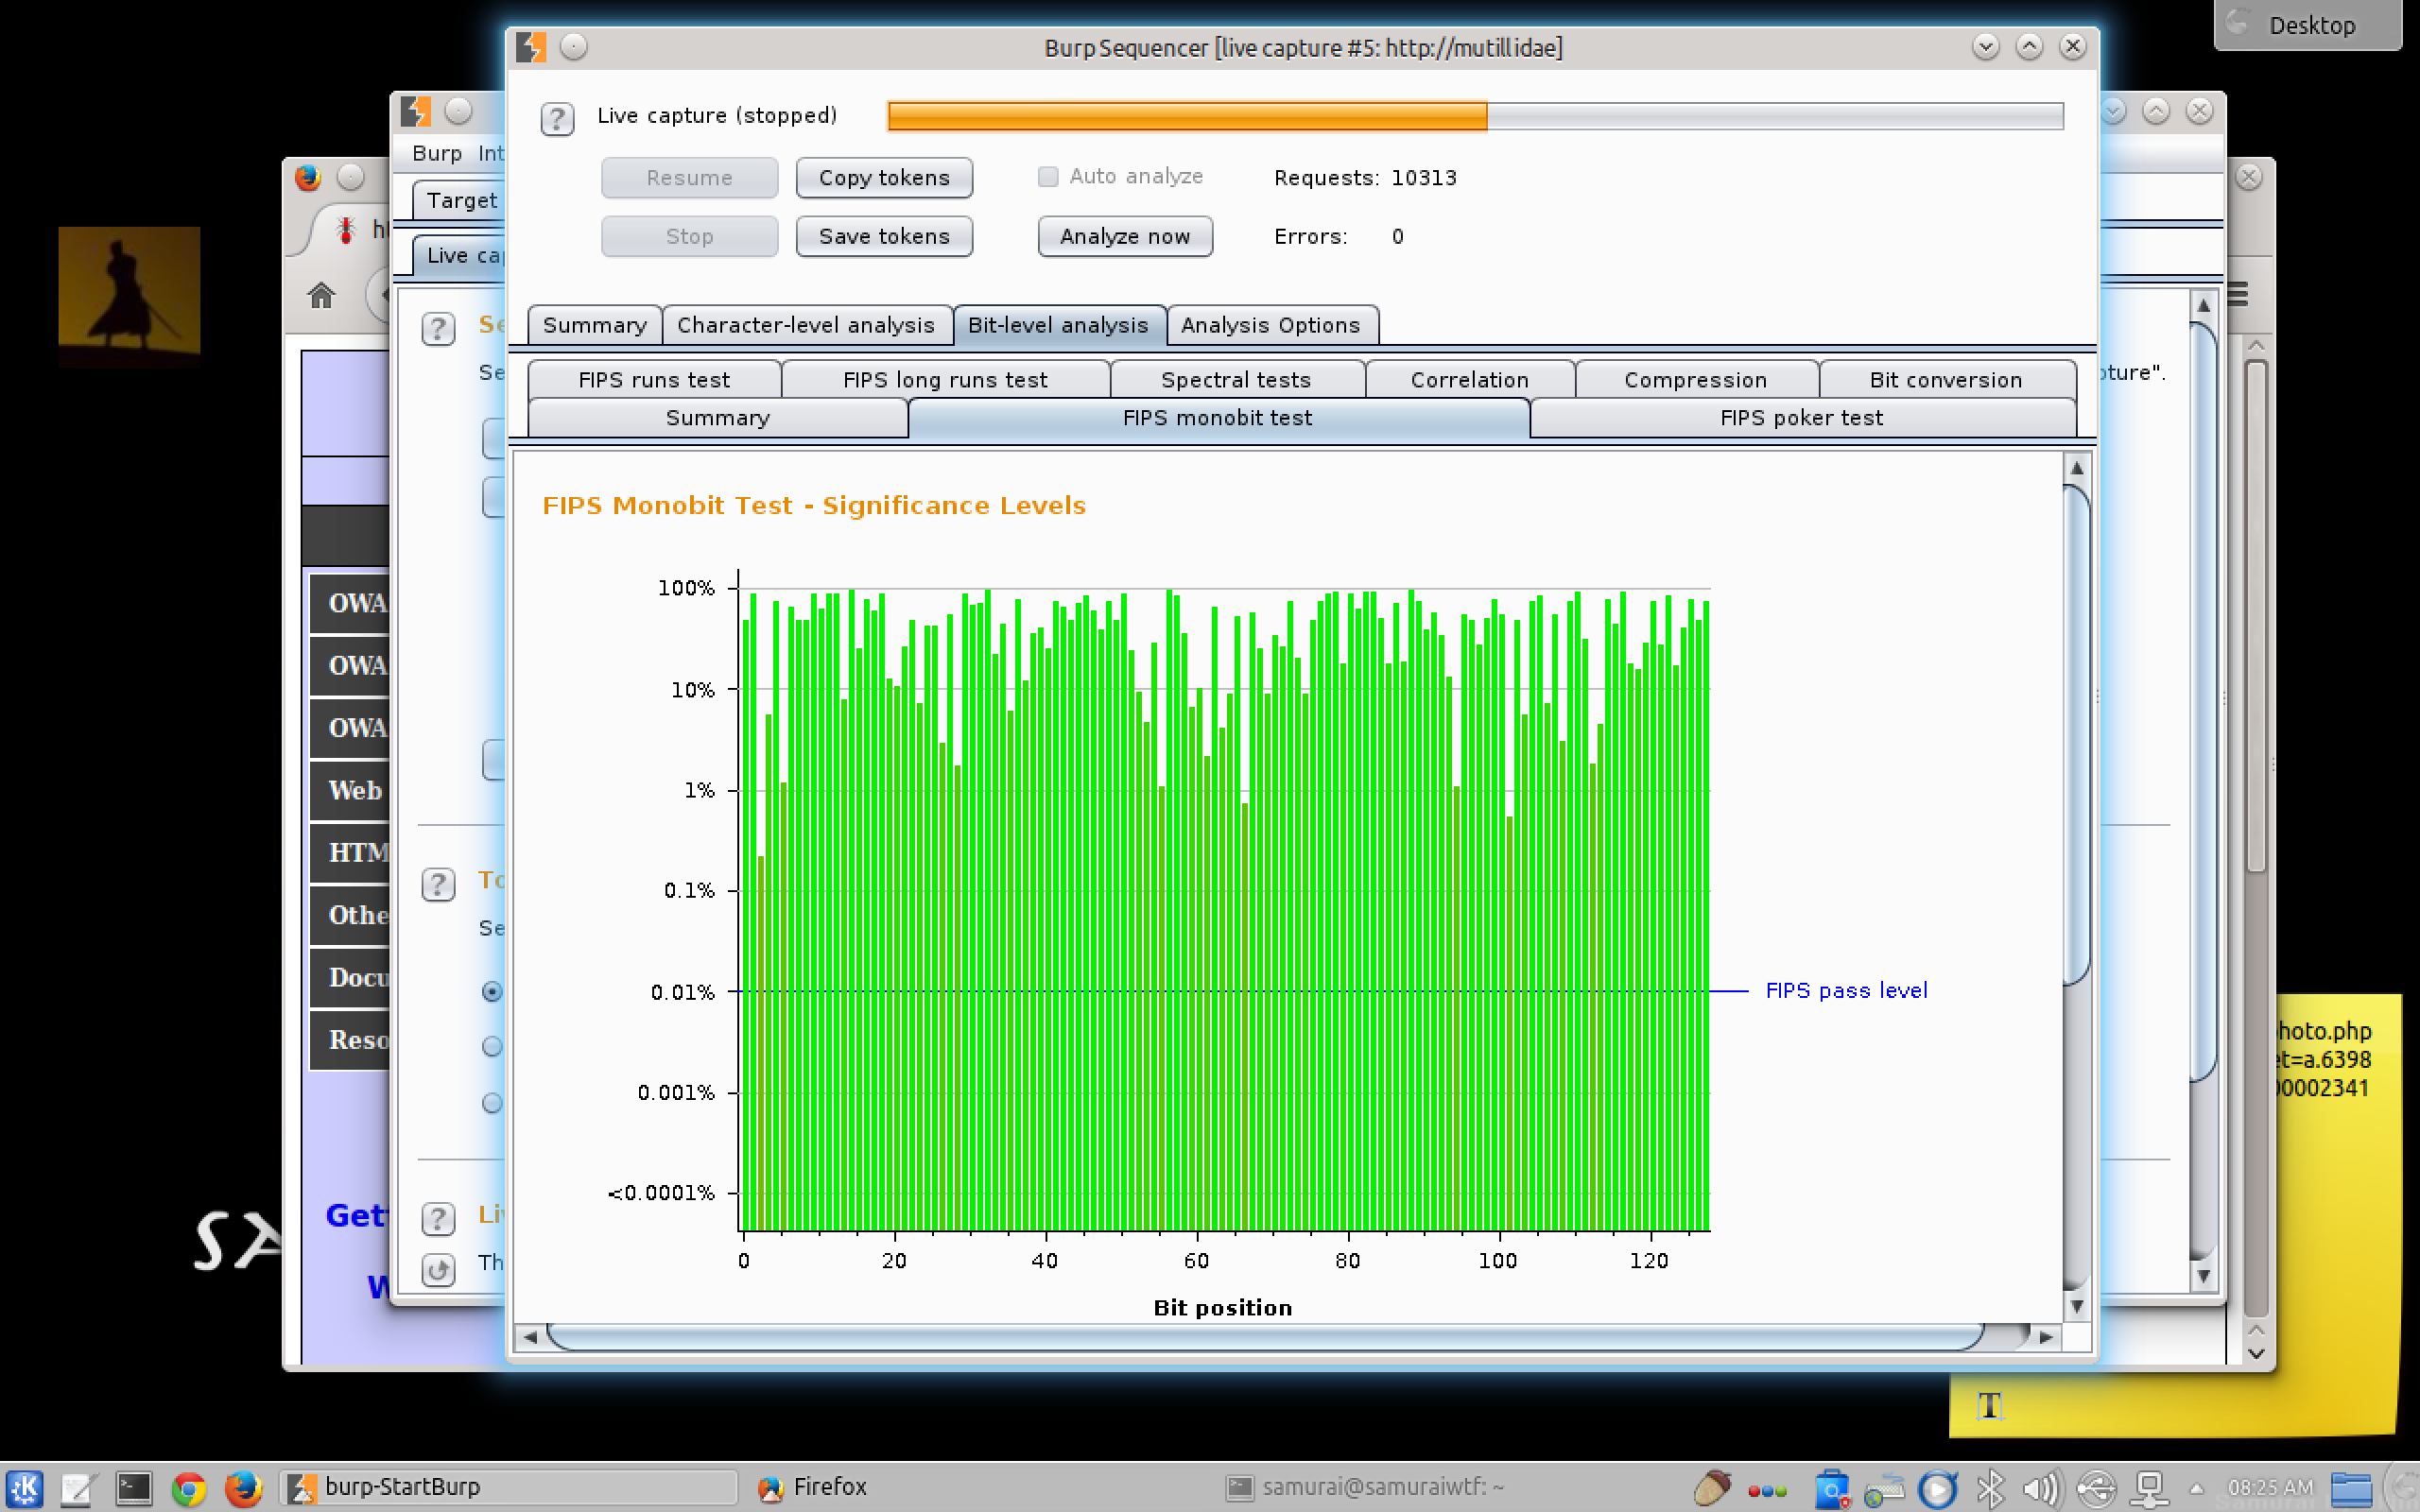 Desktop
Burp Sequencer [live capture #5: http://mutillidae]
Live capture (stopped)
Resume
Copy tokens
Auto analyze
Requests: 10313
Stop
Save tokens
Analyze now
Errors: 0
Summary
Character-level analysis
Bit-level analysis
Analysis Options
FIPS runs test
FIPS long runs test
Spectral tests
Correlation
Compression
Bit conversion
Summary
FIPS monobit test
FIPS poker test
FIPS Monobit Test - Significance Levels
100%
10%
1%
0.1%
0.01%
0.001%
<0.0001%
FIPS pass level
0 20 40 60 80 100 120
Bit position
Burp Int
Target
Live ca
Se
Se
pture".
To
Se
Li
Th
ht
OWA
OWA
OWA
Web
HTM
Othe
Docu
Reso
Get
W
SA
hoto.php
et=a.6398
00002341
T
burp-StartBurp
Firefox
samurai@samuraiwtf: ~
08:25 AM